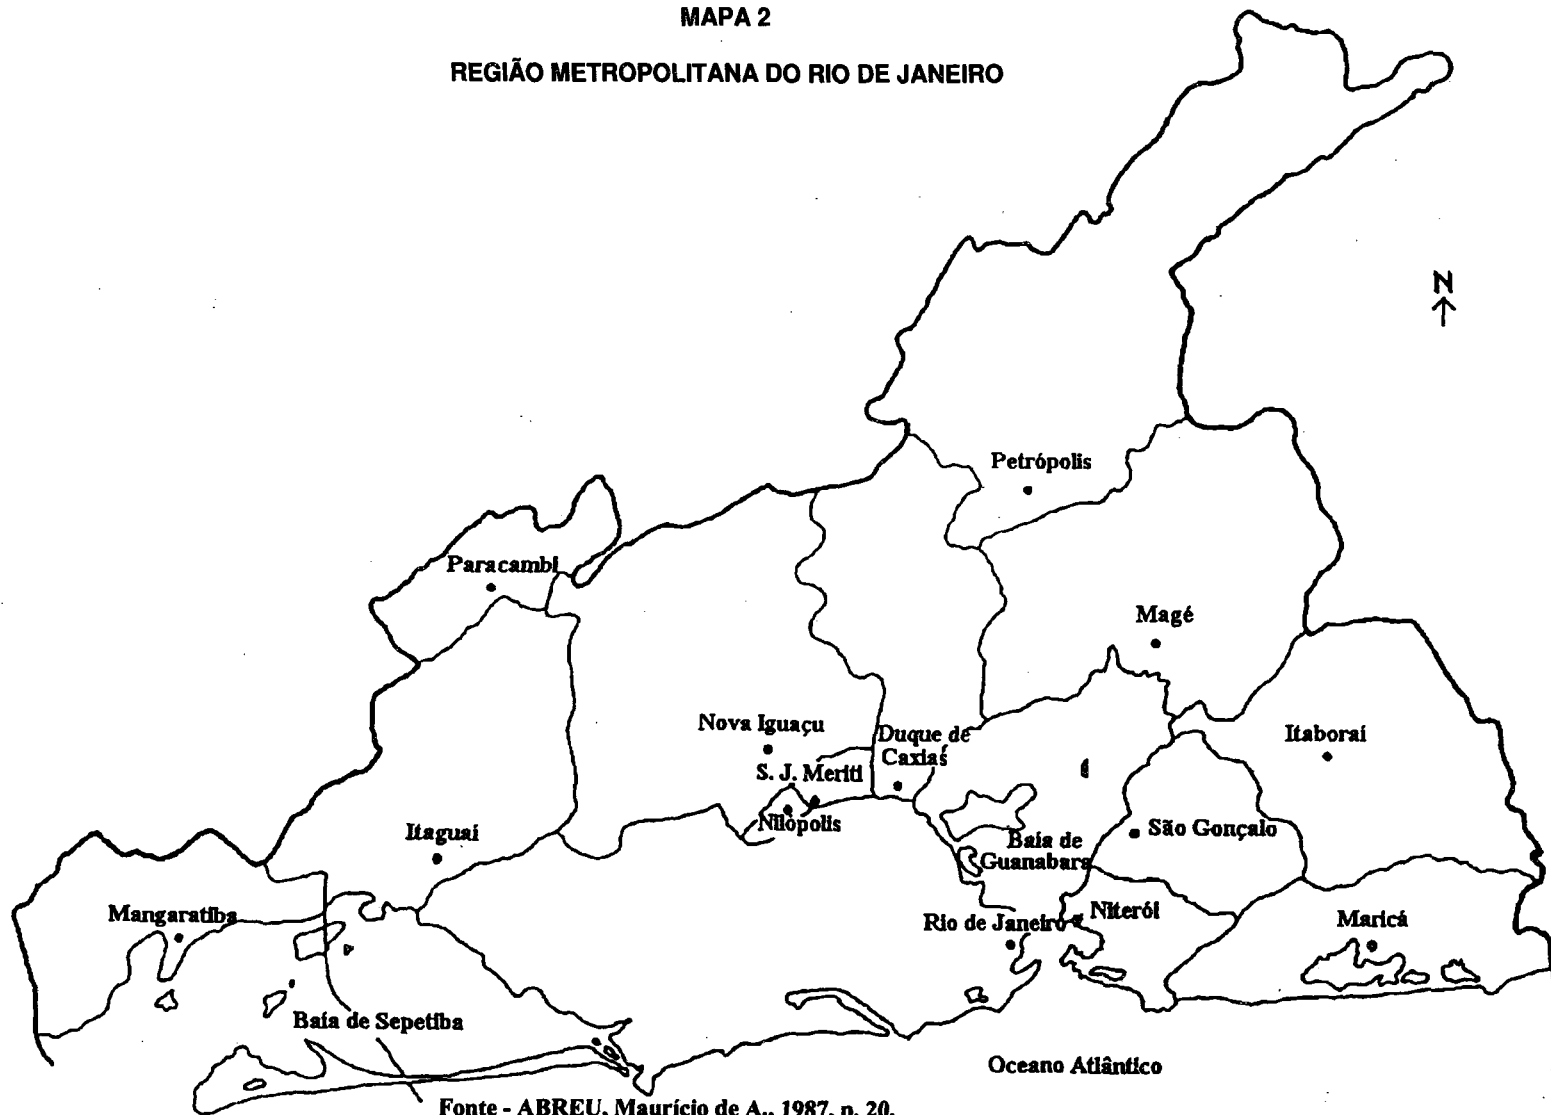 MAPA 2
REGIÃO METROPOLITANA DO RIO DE JANEIRO
N
Petrópolis
Paracambi
Magé
Nova Iguaçu
Duque de
Caxias
Itaboraí
S. J. Meriti
Nilópolis
Itaguaí
São Gonçalo
Baía de
Guanabara
Mangaratiba
Rio de Janeiro
Niterói
Maricá
Baía de Sepetiba
Oceano Atlântico
Fonte - ABREU, Maurício de A., 1987, p. 20.